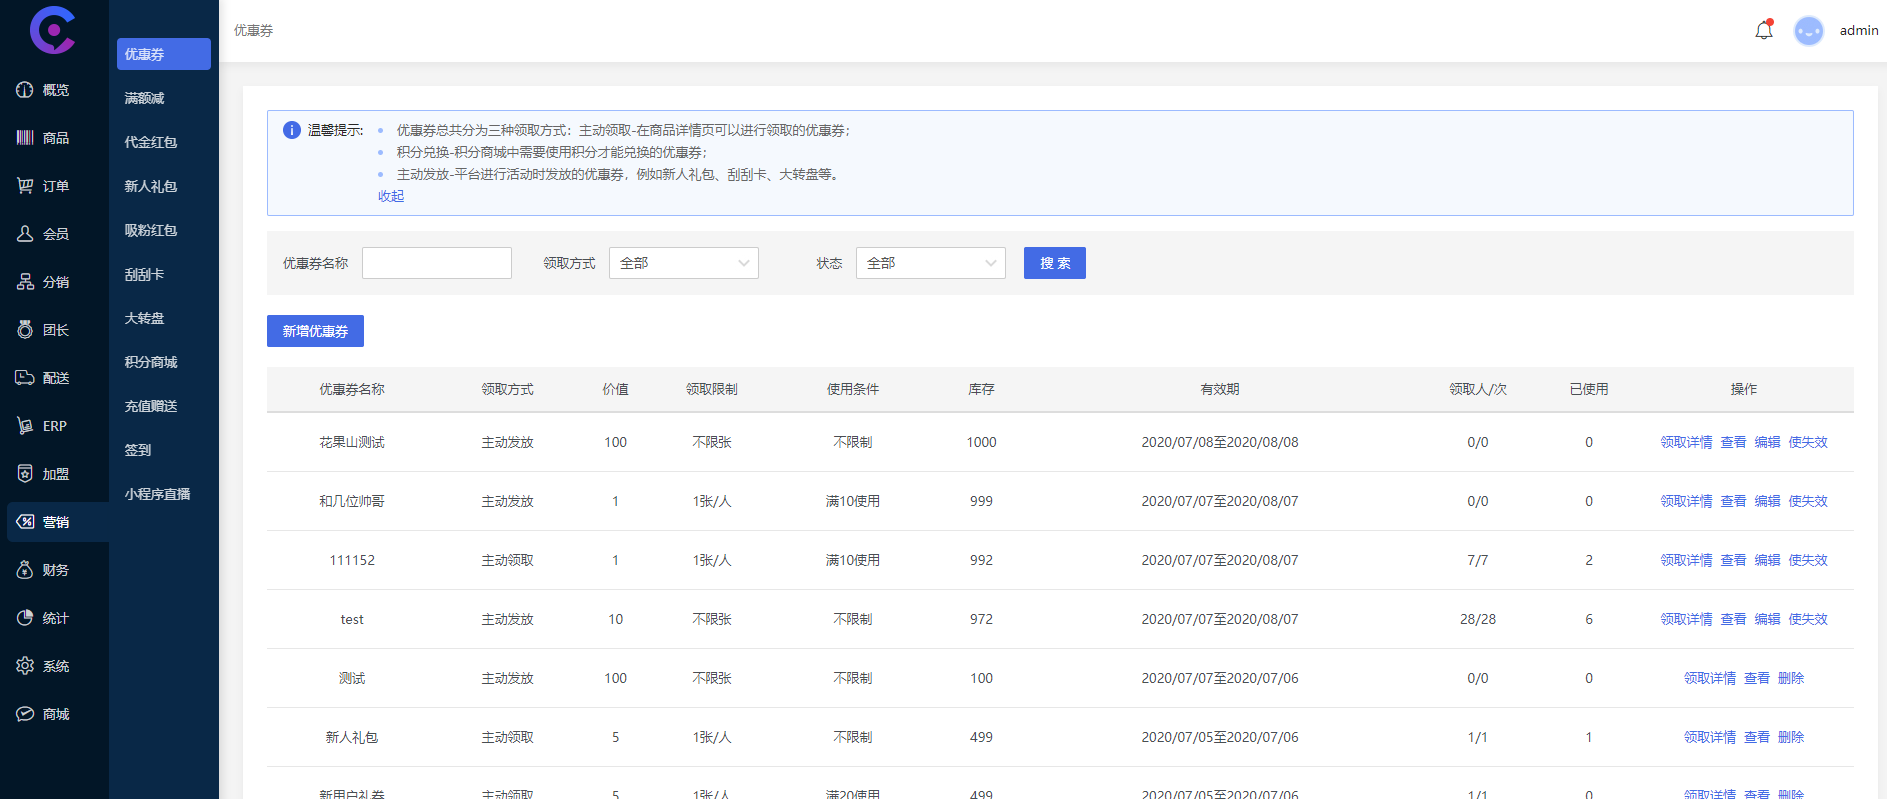 优惠券
admin
概览
商品
订单
会员
分销
团长
配送
ERP
加盟
营销
财务
统计
系统
商城
优惠券
满额减
代金红包
新人礼包
吸粉红包
刮刮卡
大转盘
积分商城
充值赠送
签到
小程序直播
温馨提示: 优惠券总共分为三种领取方式：主动领取-在商品详情页可以进行领取的优惠券；
积分兑换-积分商城中需要使用积分才能兑换的优惠券；
主动发放-平台进行活动时发放的优惠券，例如新人礼包、刮刮卡、大转盘等。
收起
优惠券名称 领取方式 全部 状态 全部 搜 索
新增优惠券
优惠券名称 领取方式 价值 领取限制 使用条件 库存 有效期 领取人/次 已使用 操作
花果山测试 主动发放 100 不限张 不限制 1000 2020/07/08至2020/08/08 0/0 0 领取详情 查看 编辑 使失效
和几位帅哥 主动发放 1 1张/人 满10使用 999 2020/07/07至2020/08/07 0/0 0 领取详情 查看 编辑 使失效
111152 主动领取 1 1张/人 满10使用 992 2020/07/07至2020/08/07 7/7 2 领取详情 查看 编辑 使失效
test 主动发放 10 不限张 不限制 972 2020/07/07至2020/08/07 28/28 6 领取详情 查看 编辑 使失效
测试 主动发放 100 不限张 不限制 100 2020/07/07至2020/07/06 0/0 0 领取详情 查看 删除
新人礼包 主动领取 5 1张/人 不限制 499 2020/07/05至2020/07/06 1/1 1 领取详情 查看 删除
新用户礼券 主动领取 5 1张/人 满20使用 499 2020/07/05至2020/07/06 1/1 0 领取详情 查看 删除